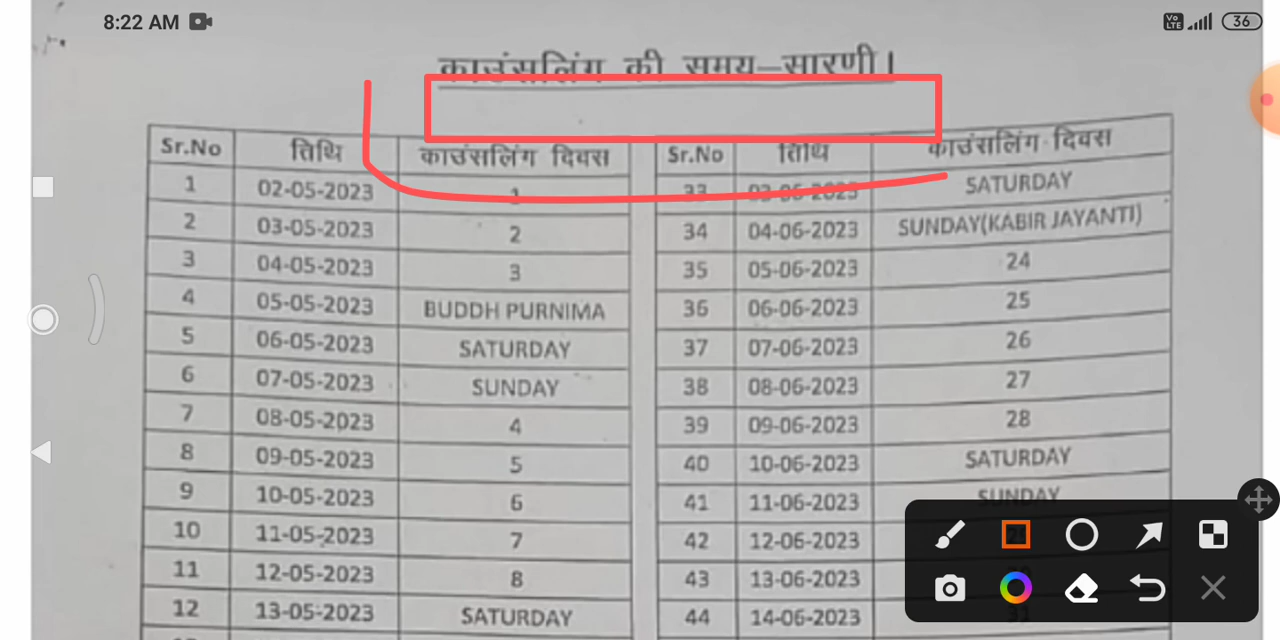 8:22 AM
Vo LTE 36
काउंसलिंग की समय–सारणी।
Sr.No तिथि काउंसलिंग दिवस Sr.No तिथि काउंसलिंग दिवस
1 02-05-2023 1 33 03-06-2023 SATURDAY
2 03-05-2023 2 34 04-06-2023 SUNDAY(KABIR JAYANTI)
3 04-05-2023 3 35 05-06-2023 24
4 05-05-2023 BUDDH PURNIMA 36 06-06-2023 25
5 06-05-2023 SATURDAY 37 07-06-2023 26
6 07-05-2023 SUNDAY 38 08-06-2023 27
7 08-05-2023 4 39 09-06-2023 28
8 09-05-2023 5 40 10-06-2023 SATURDAY
9 10-05-2023 6 41 11-06-2023 SUNDAY
10 11-05-2023 7 42 12-06-2023
11 12-05-2023 8 43 13-06-2023
12 13-05-2023 SATURDAY 44 14-06-2023 31